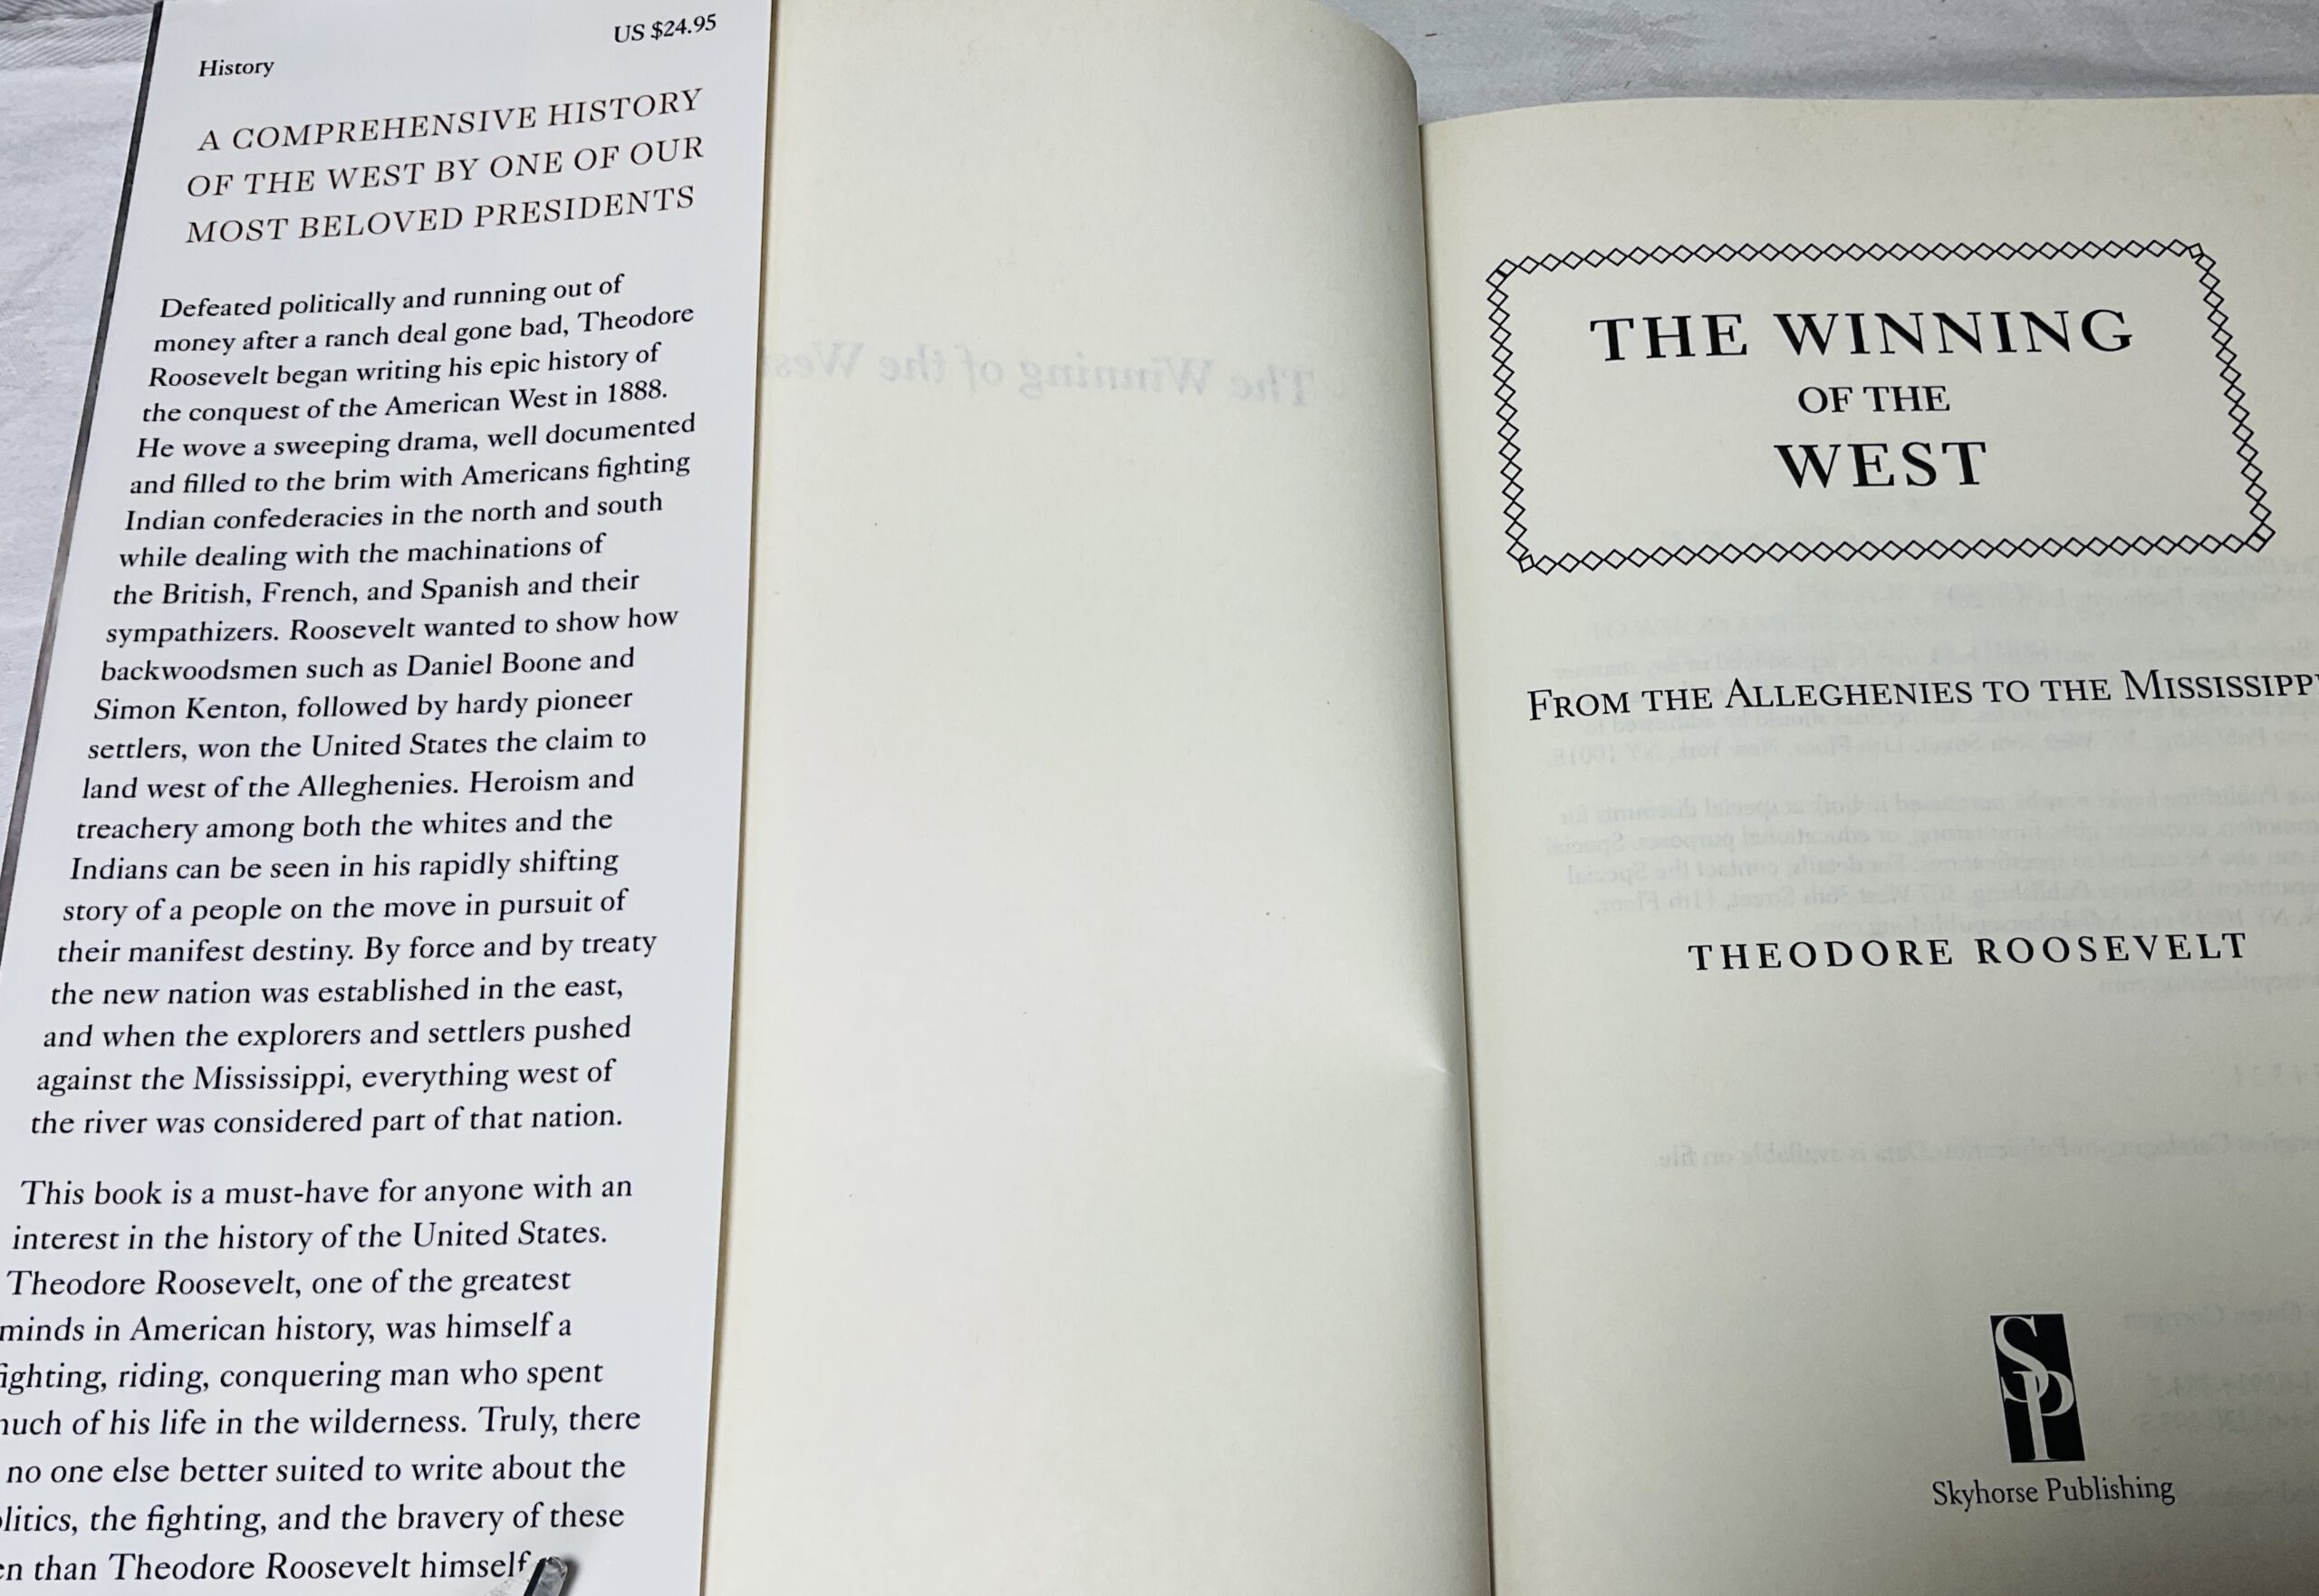 US $24.95
History
A COMPREHENSIVE HISTORY
OF THE WEST BY ONE OF OUR
MOST BELOVED PRESIDENTS
Defeated politically and running out of
money after a ranch deal gone bad, Theodore
Roosevelt began writing his epic history of
the conquest of the American West in 1888.
He wove a sweeping drama, well documented
and filled to the brim with Americans fighting
Indian confederacies in the north and south
while dealing with the machinations of
the British, French, and Spanish and their
sympathizers. Roosevelt wanted to show how
backwoodsmen such as Daniel Boone and
Simon Kenton, followed by hardy pioneer
settlers, won the United States the claim to
land west of the Alleghenies. Heroism and
treachery among both the whites and the
Indians can be seen in his rapidly shifting
story of a people on the move in pursuit of
their manifest destiny. By force and by treaty
the new nation was established in the east,
and when the explorers and settlers pushed
against the Mississippi, everything west of
the river was considered part of that nation.
This book is a must-have for anyone with an
interest in the history of the United States.
Theodore Roosevelt, one of the greatest
minds in American history, was himself a
ighting, riding, conquering man who spent
uch of his life in the wilderness. Truly, there
no one else better suited to write about the
litics, the fighting, and the bravery of these
en than Theodore Roosevelt himself
The Winning of the West
THE WINNING
OF THE
WEST
FROM THE ALLEGHENIES TO THE MISSISSIPP
THEODORE ROOSEVELT
SP
Skyhorse Publishing